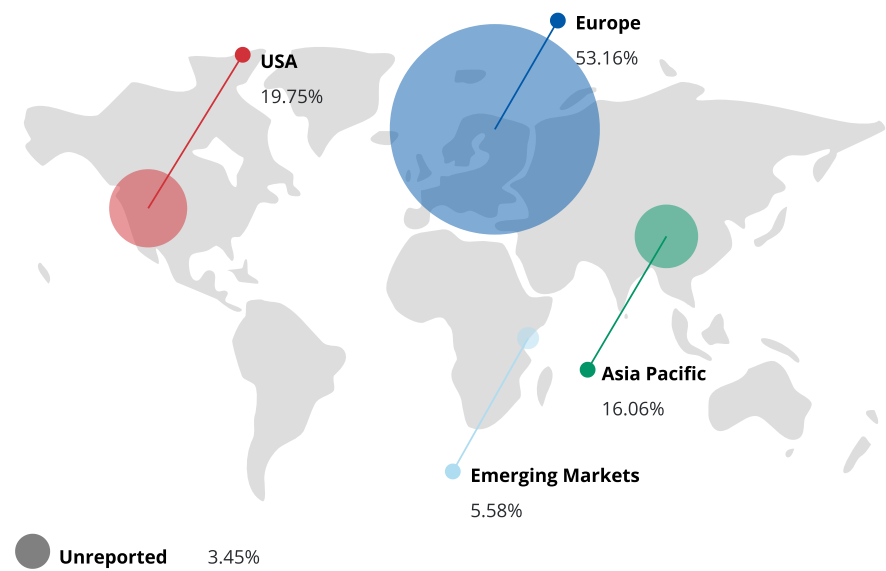 Europe
53.16%
USA
19.75%
Asia Pacific
16.06%
Emerging Markets
5.58%
Unreported 3.45%